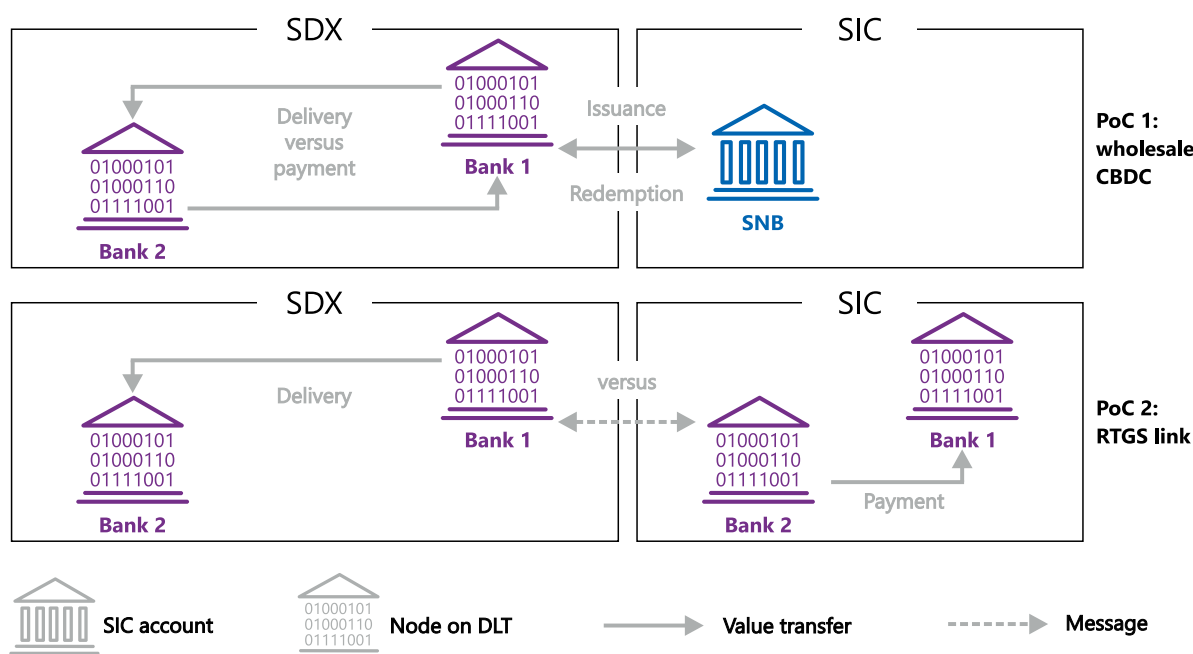 SDX
SIC
01000101
01000110
01111001
Bank 1
Delivery
versus
payment
01000101
01000110
01111001
Bank 2
Issuance
Redemption
SNB
PoC 1:
wholesale
CBDC
SDX
SIC
01000101
01000110
01111001
Bank 1
Delivery
01000101
01000110
01111001
Bank 2
versus
01000101
01000110
01111001
Bank 1
01000101
01000110
01111001
Bank 2
Payment
PoC 2:
RTGS link
SIC account
01000101
01000110
01111001
Node on DLT
Value transfer
Message